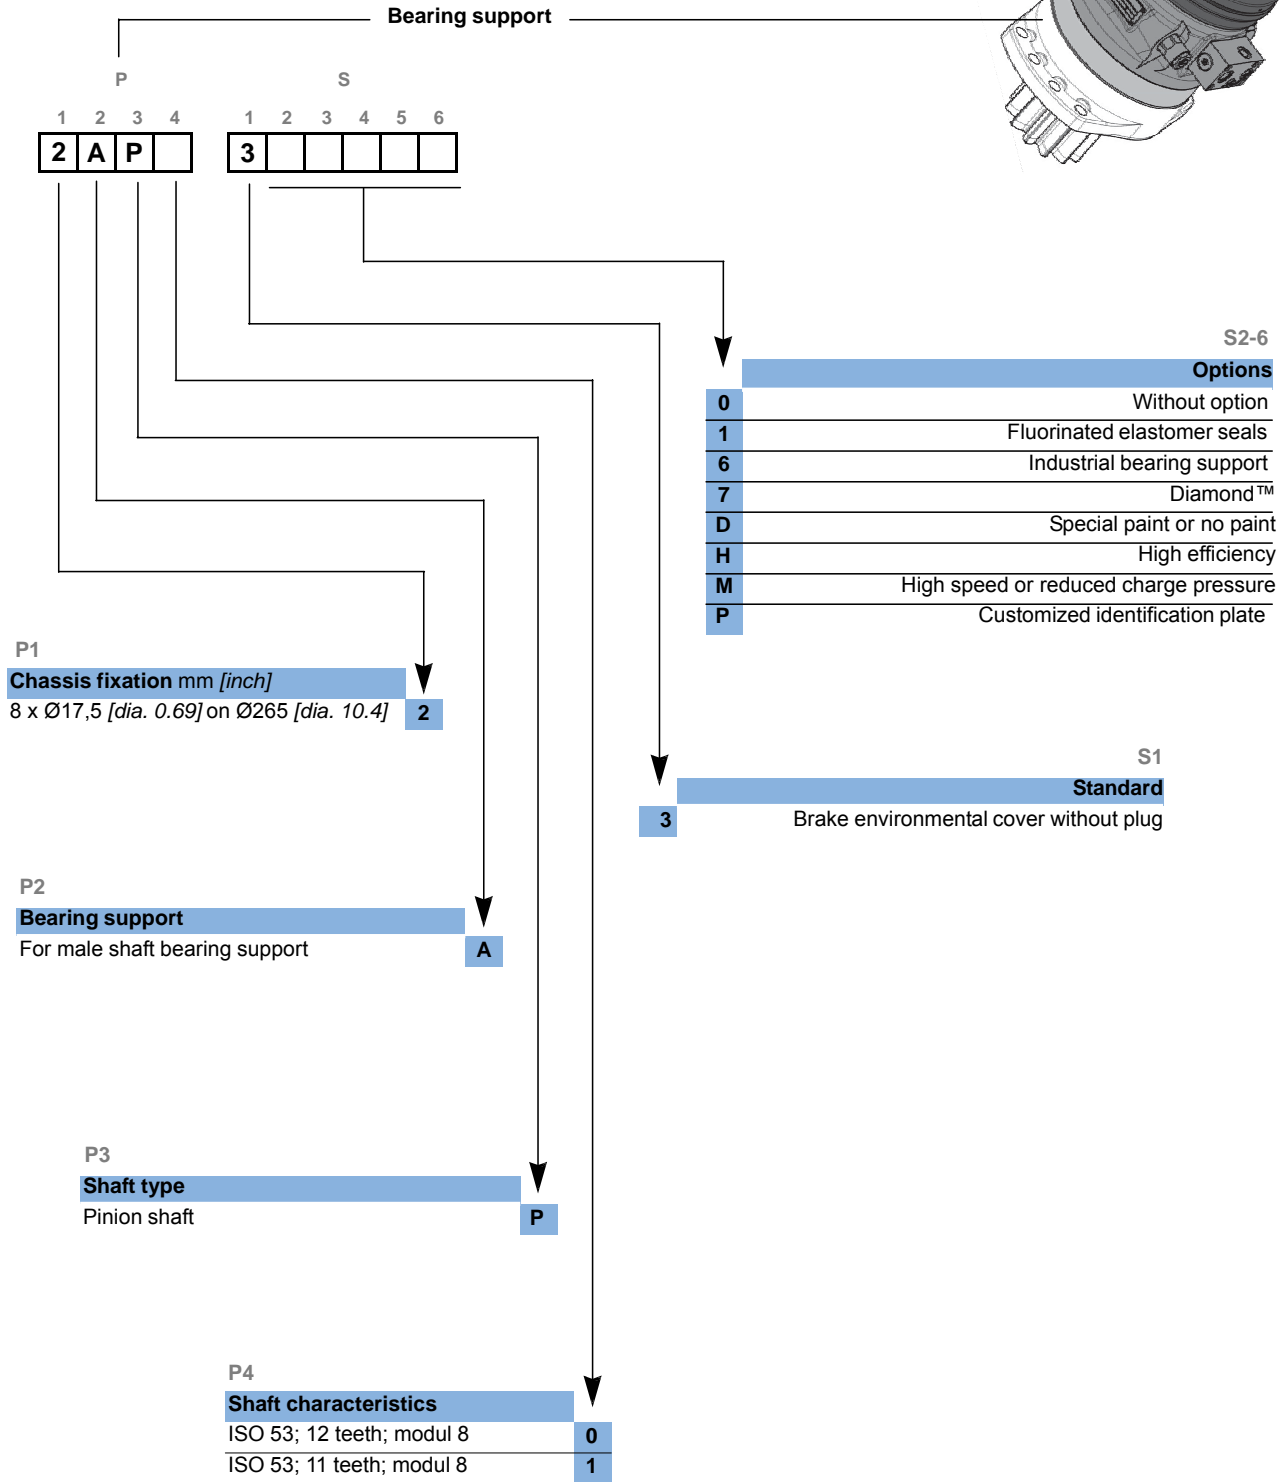 Bearing support
P S
1 2 3 4 1 2 3 4 5 6
2 A P 3
S2-6
Options
0 Without option
1 Fluorinated elastomer seals
6 Industrial bearing support
7 Diamond™
D Special paint or no paint
H High efficiency
M High speed or reduced charge pressure
P Customized identification plate
P1
Chassis fixation mm [inch]
8 x Ø17,5 [dia. 0.69] on Ø265 [dia. 10.4] 2
S1
Standard
3 Brake environmental cover without plug
P2
Bearing support
For male shaft bearing support A
P3
Shaft type
Pinion shaft P
P4
Shaft characteristics
ISO 53; 12 teeth; modul 8 0
ISO 53; 11 teeth; modul 8 1